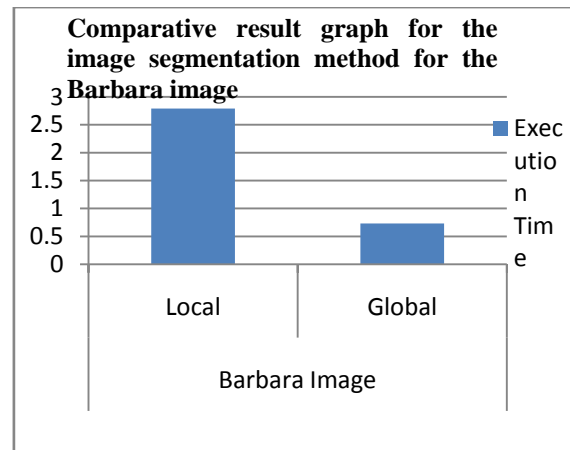 Comparative result graph for the
image segmentation method for the
Barbara image
3
2.5
2
1.5
1
0.5
0
Local
Global
Barbara Image
Exec
utio
n
Tim
e